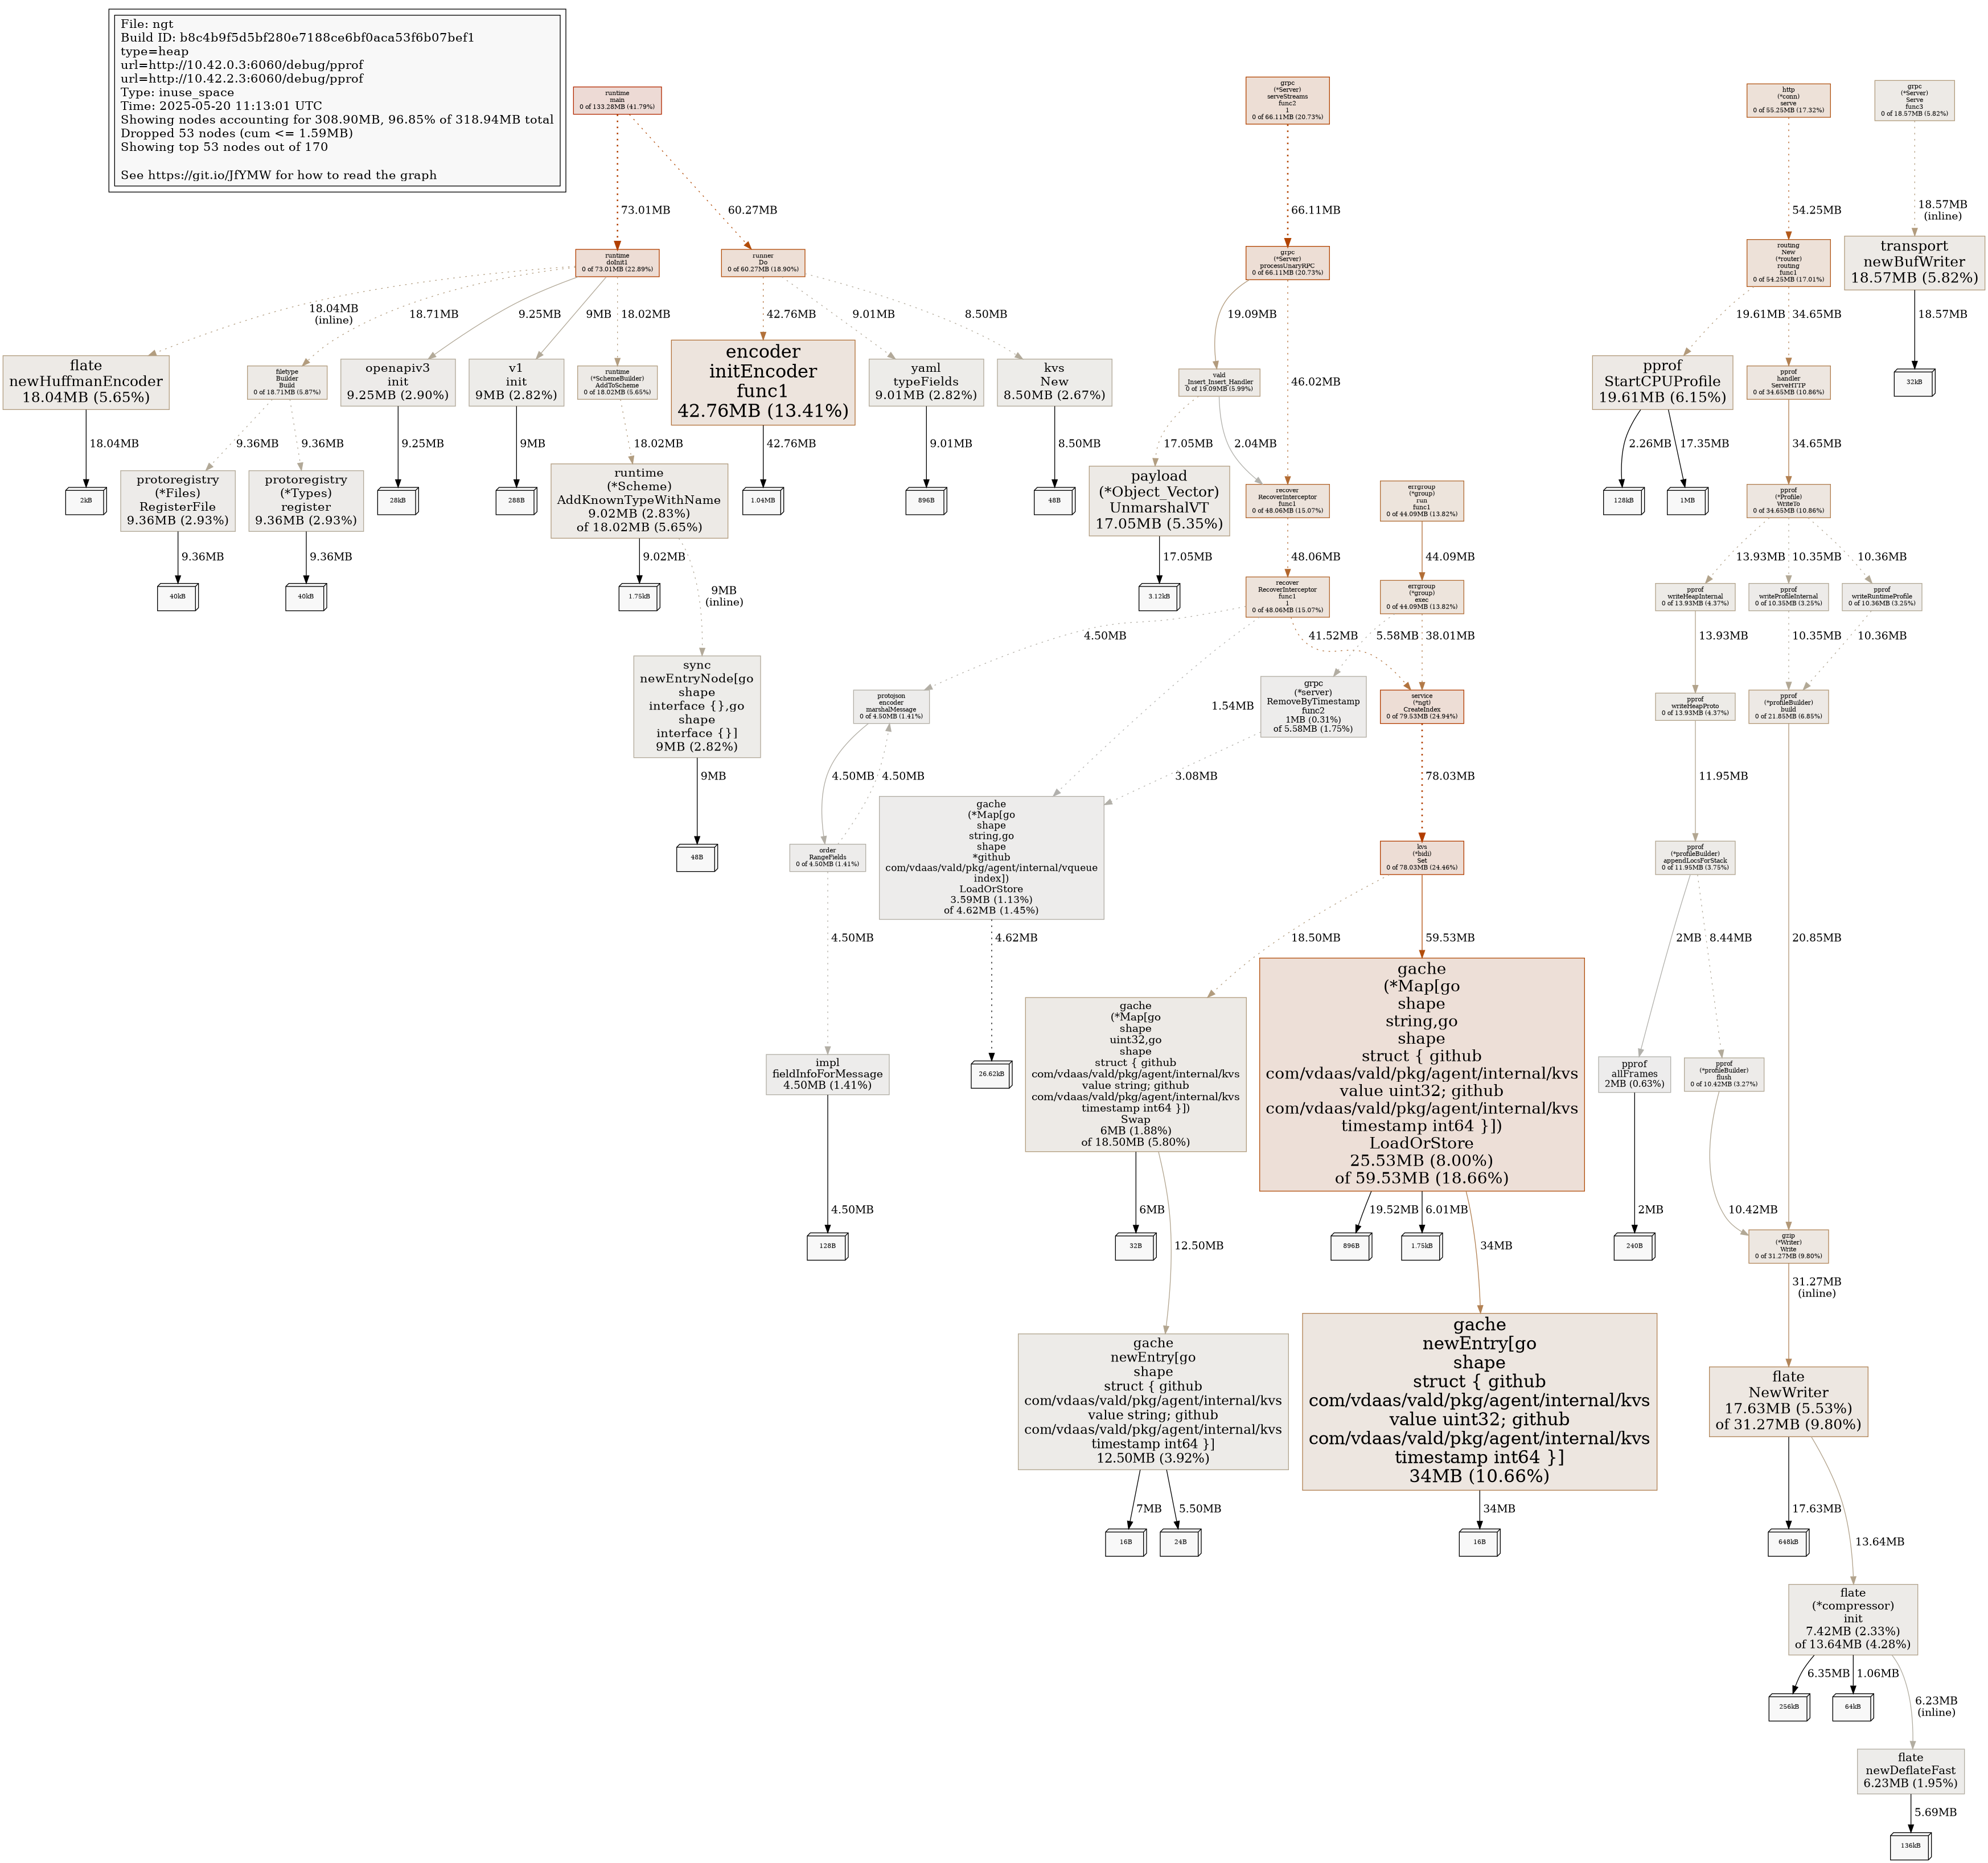 File: ngt
Build ID: b8c4b9f5d5bf280e7188ce6bf0aca53f6b07bef1
type=heap
url=http://10.42.0.3:6060/debug/pprof
url=http://10.42.2.3:6060/debug/pprof
Type: inuse_space
Time: 2025-05-20 11:13:01 UTC
Showing nodes accounting for 308.90MB, 96.85% of 318.94MB total
Dropped 53 nodes (cum <= 1.59MB)
Showing top 53 nodes out of 170
See https://git.io/JfYMW for how to read the graph
runtime
main
0 of 133.28MB (41.79%)
grpc
(*Server)
serveStreams
func2
1
0 of 66.11MB (20.73%)
http
(*conn)
serve
0 of 55.25MB (17.32%)
grpc
(*Server)
Serve
func3
0 of 18.57MB (5.82%)
73.01MB
60.27MB
66.11MB
54.25MB
18.57MB
(inline)
runtime
doInit1
0 of 73.01MB (22.89%)
runner
Do
0 of 60.27MB (18.90%)
grpc
(*Server)
processUnaryRPC
0 of 66.11MB (20.73%)
routing
New
(*router)
routing
func1
0 of 54.25MB (17.01%)
transport
newBufWriter
18.57MB (5.82%)
18.04MB
(inline)
18.71MB
9.25MB
9MB
18.02MB
42.76MB
9.01MB
8.50MB
19.09MB
46.02MB
19.61MB
34.65MB
18.57MB
flate
newHuffmanEncoder
18.04MB (5.65%)
filetype
Builder
Build
0 of 18.71MB (5.87%)
openapiv3
init
9.25MB (2.90%)
v1
init
9MB (2.82%)
runtime
(*SchemeBuilder)
AddToScheme
0 of 18.02MB (5.65%)
encoder
initEncoder
func1
42.76MB (13.41%)
yaml
typeFields
9.01MB (2.82%)
kvs
New
8.50MB (2.67%)
vald
_Insert_Insert_Handler
0 of 19.09MB (5.99%)
pprof
StartCPUProfile
19.61MB (6.15%)
pprof
handler
ServeHTTP
0 of 34.65MB (10.86%)
32kB
18.04MB
9.36MB
9.36MB
9.25MB
9MB
18.02MB
42.76MB
9.01MB
8.50MB
17.05MB
2.04MB
2.26MB
17.35MB
34.65MB
2kB
protoregistry
(*Files)
RegisterFile
9.36MB (2.93%)
protoregistry
(*Types)
register
9.36MB (2.93%)
28kB
288B
runtime
(*Scheme)
AddKnownTypeWithName
9.02MB (2.83%)
of 18.02MB (5.65%)
1.04MB
896B
48B
payload
(*Object_Vector)
UnmarshalVT
17.05MB (5.35%)
recover
RecoverInterceptor
func1
0 of 48.06MB (15.07%)
errgroup
(*group)
run
func1
0 of 44.09MB (13.82%)
128kB
1MB
pprof
(*Profile)
WriteTo
0 of 34.65MB (10.86%)
9.36MB
9.36MB
9.02MB
9MB
(inline)
17.05MB
48.06MB
44.09MB
13.93MB
10.35MB
10.36MB
40kB
40kB
1.75kB
3.12kB
recover
RecoverInterceptor
func1
1
0 of 48.06MB (15.07%)
errgroup
(*group)
exec
0 of 44.09MB (13.82%)
pprof
writeHeapInternal
0 of 13.93MB (4.37%)
pprof
writeProfileInternal
0 of 10.35MB (3.25%)
pprof
writeRuntimeProfile
0 of 10.36MB (3.25%)
4.50MB
41.52MB
5.58MB
38.01MB
13.93MB
10.35MB
10.36MB
sync
newEntryNode[go
shape
interface {},go
shape
interface {}]
9MB (2.82%)
protojson
encoder
marshalMessage
0 of 4.50MB (1.41%)
1.54MB
grpc
(*server)
RemoveByTimestamp
func2
1MB (0.31%)
of 5.58MB (1.75%)
service
(*ngt)
CreateIndex
0 of 79.53MB (24.94%)
pprof
writeHeapProto
0 of 13.93MB (4.37%)
pprof
(*profileBuilder)
build
0 of 21.85MB (6.85%)
9MB
4.50MB
4.50MB
3.08MB
78.03MB
11.95MB
48B
order
RangeFields
0 of 4.50MB (1.41%)
gache
(*Map[go
shape
string,go
shape
*github
com/vdaas/vald/pkg/agent/internal/vqueue
index])
LoadOrStore
3.59MB (1.13%)
of 4.62MB (1.45%)
kvs
(*bidi)
Set
0 of 78.03MB (24.46%)
pprof
(*profileBuilder)
appendLocsForStack
0 of 11.95MB (3.75%)
4.50MB
4.62MB
18.50MB
59.53MB
2MB
8.44MB
20.85MB
impl
fieldInfoForMessage
4.50MB (1.41%)
26.62kB
gache
(*Map[go
shape
uint32,go
shape
struct { github
com/vdaas/vald/pkg/agent/internal/kvs
value string; github
com/vdaas/vald/pkg/agent/internal/kvs
timestamp int64 }])
Swap
6MB (1.88%)
of 18.50MB (5.80%)
gache
(*Map[go
shape
string,go
shape
struct { github
com/vdaas/vald/pkg/agent/internal/kvs
value uint32; github
com/vdaas/vald/pkg/agent/internal/kvs
timestamp int64 }])
LoadOrStore
25.53MB (8.00%)
of 59.53MB (18.66%)
pprof
allFrames
2MB (0.63%)
pprof
(*profileBuilder)
flush
0 of 10.42MB (3.27%)
4.50MB
6MB
12.50MB
19.52MB
6.01MB
34MB
2MB
10.42MB
128B
32B
896B
1.75kB
240B
gzip
(*Writer)
Write
0 of 31.27MB (9.80%)
31.27MB
(inline)
gache
newEntry[go
shape
struct { github
com/vdaas/vald/pkg/agent/internal/kvs
value string; github
com/vdaas/vald/pkg/agent/internal/kvs
timestamp int64 }]
12.50MB (3.92%)
gache
newEntry[go
shape
struct { github
com/vdaas/vald/pkg/agent/internal/kvs
value uint32; github
com/vdaas/vald/pkg/agent/internal/kvs
timestamp int64 }]
34MB (10.66%)
flate
NewWriter
17.63MB (5.53%)
of 31.27MB (9.80%)
7MB
5.50MB
34MB
17.63MB
13.64MB
16B
24B
16B
648kB
flate
(*compressor)
init
7.42MB (2.33%)
of 13.64MB (4.28%)
6.35MB
1.06MB
6.23MB
(inline)
256kB
64kB
flate
newDeflateFast
6.23MB (1.95%)
5.69MB
136kB